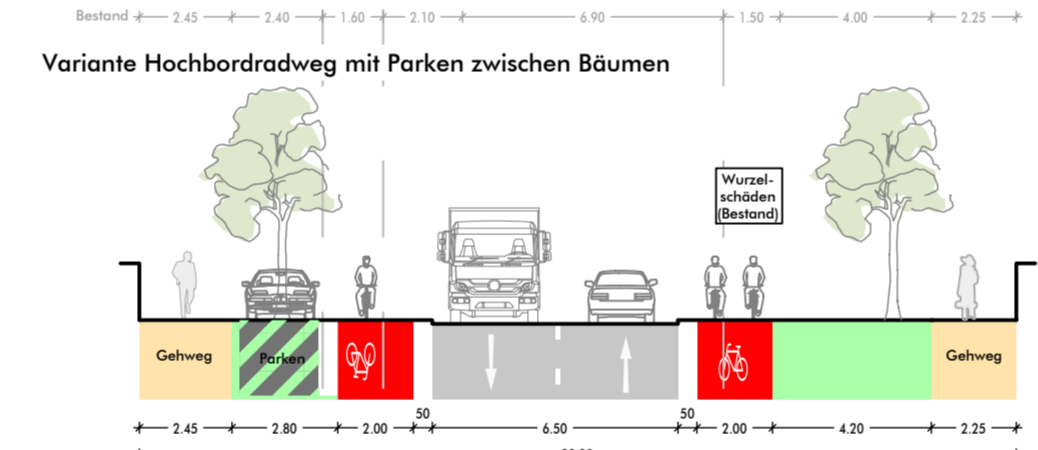 Bestand 2.45 2.40 1.60 2.10 6.90 1.50 4.00 2.25
Variante Hochbordradweg mit Parken zwischen Bäumen
Wurzel-
schäden
(Bestand)
Gehweg Parken Gehweg
50 50
2.45 2.80 2.00 6.50 2.00 4.20 2.25